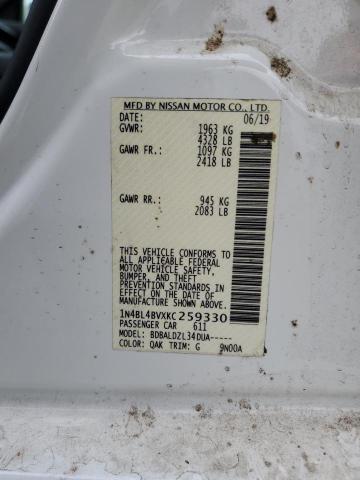 MFD BY NISSAN MOTOR CO., LTD.
DATE: 06/19
GVWR: 1963 KG
4328 LB
GAWR FR: 1097 KG
2418 LB
GAWR RR: 945 KG
2083 LB
THIS VEHICLE CONFORMS TO
ALL APPLICABLE FEDERAL
MOTOR VEHICLE SAFETY,
BUMPER, AND THEFT
PREVENTION STANDARDS IN
EFFECT ON THE DATE OF
MANUFACTURE SHOWN ABOVE.
1N4BL4BVXKC259330
PASSENGER CAR 611
MODEL: BDBALDZL34DUA-----
COLOR: QAK TRIM: G 9N00A